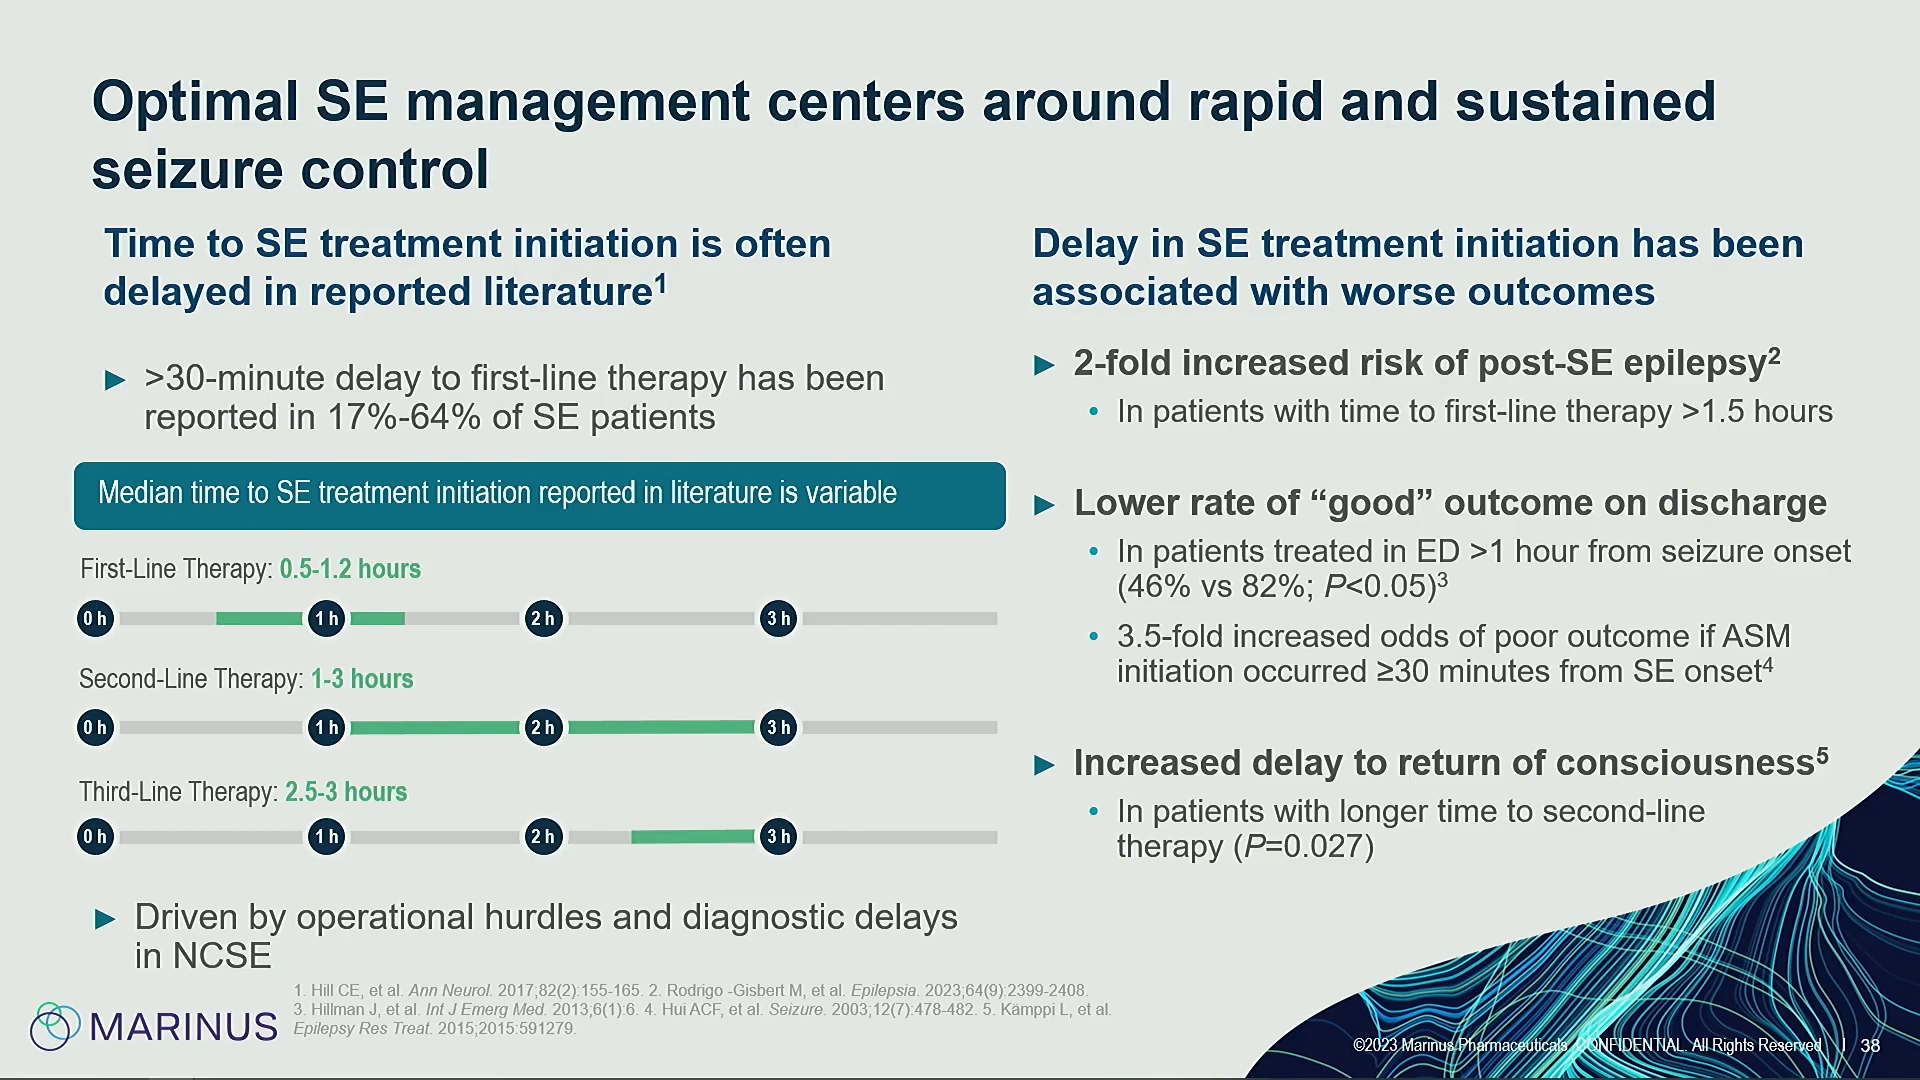 Optimal SE management centers around rapid and sustained
seizure control
Time to SE treatment initiation is often
delayed in reported literature¹
► >30-minute delay to first-line therapy has been
reported in 17%-64% of SE patients
Median time to SE treatment initiation reported in literature is variable
First-Line Therapy: 0.5-1.2 hours
0 h 1 h 2 h 3 h
Second-Line Therapy: 1-3 hours
0 h 1 h 2 h 3 h
Third-Line Therapy: 2.5-3 hours
0 h 1 h 2 h 3 h
► Driven by operational hurdles and diagnostic delays
in NCSE
Delay in SE treatment initiation has been
associated with worse outcomes
► 2-fold increased risk of post-SE epilepsy²
• In patients with time to first-line therapy >1.5 hours
► Lower rate of “good” outcome on discharge
• In patients treated in ED >1 hour from seizure onset
(46% vs 82%; P<0.05)³
• 3.5-fold increased odds of poor outcome if ASM
initiation occurred ≥30 minutes from SE onset⁴
► Increased delay to return of consciousness⁵
• In patients with longer time to second-line
therapy (P=0.027)
1. Hill CE, et al. Ann Neurol. 2017;82(2):155-165. 2. Rodrigo -Gisbert M, et al. Epilepsia. 2023;64(9):2399-2408.
3. Hillman J, et al. Int J Emerg Med. 2013;6(1):6. 4. Hui ACF, et al. Seizure. 2003;12(7):478-482. 5. Kämppi L, et al.
Epilepsy Res Treat. 2015;2015:591279.
MARINUS
©2023 Marinus Pharmaceuticals. CONFIDENTIAL. All Rights Reserved | 38